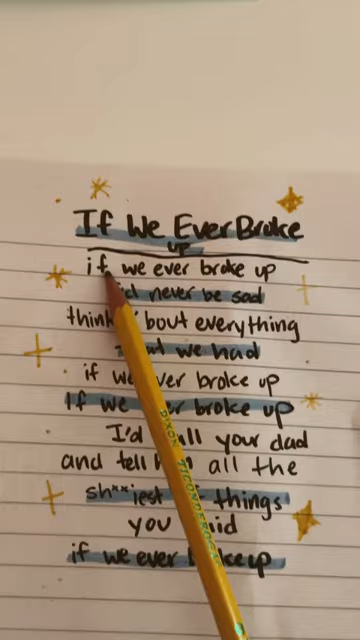 If We Ever Broke
up
if we ever broke up
never be sad
think bout everything
we had
if we ever broke up
If we broke up
I'd your dad
and tell all the
sh**iest things
you
if we ever up
DIXON TICONDEROGA